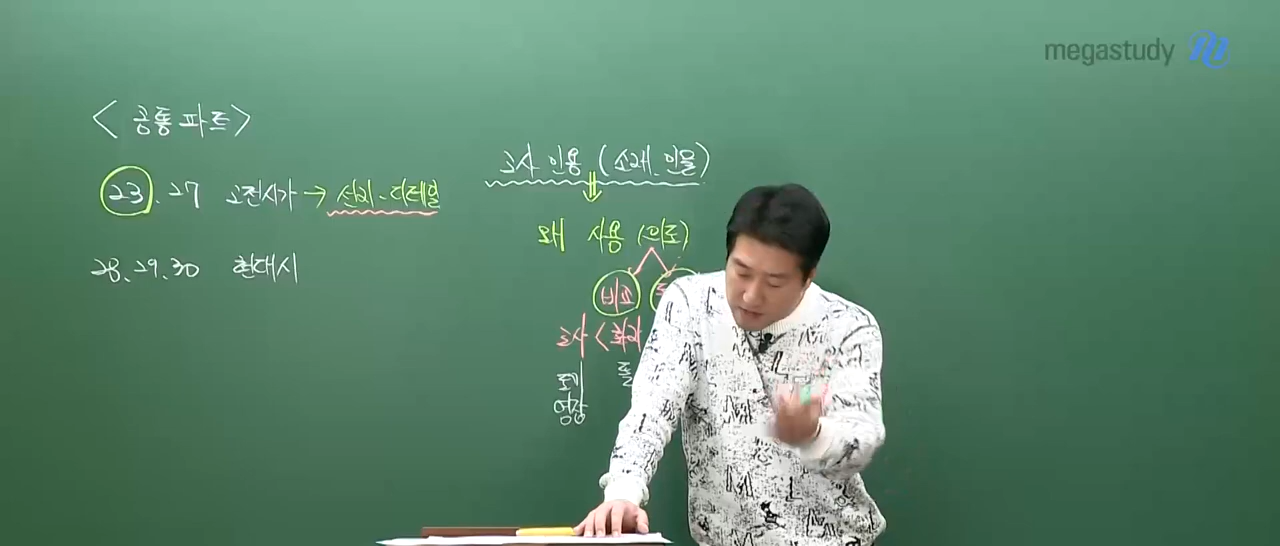 megastudy
< 공통 파트 >
23. 27 고전시가 → 선지-디테일
28. 29. 30 현대시
고사 인용 (소재. 인물)
왜 사용 (의도)
비교
고사 <
영감